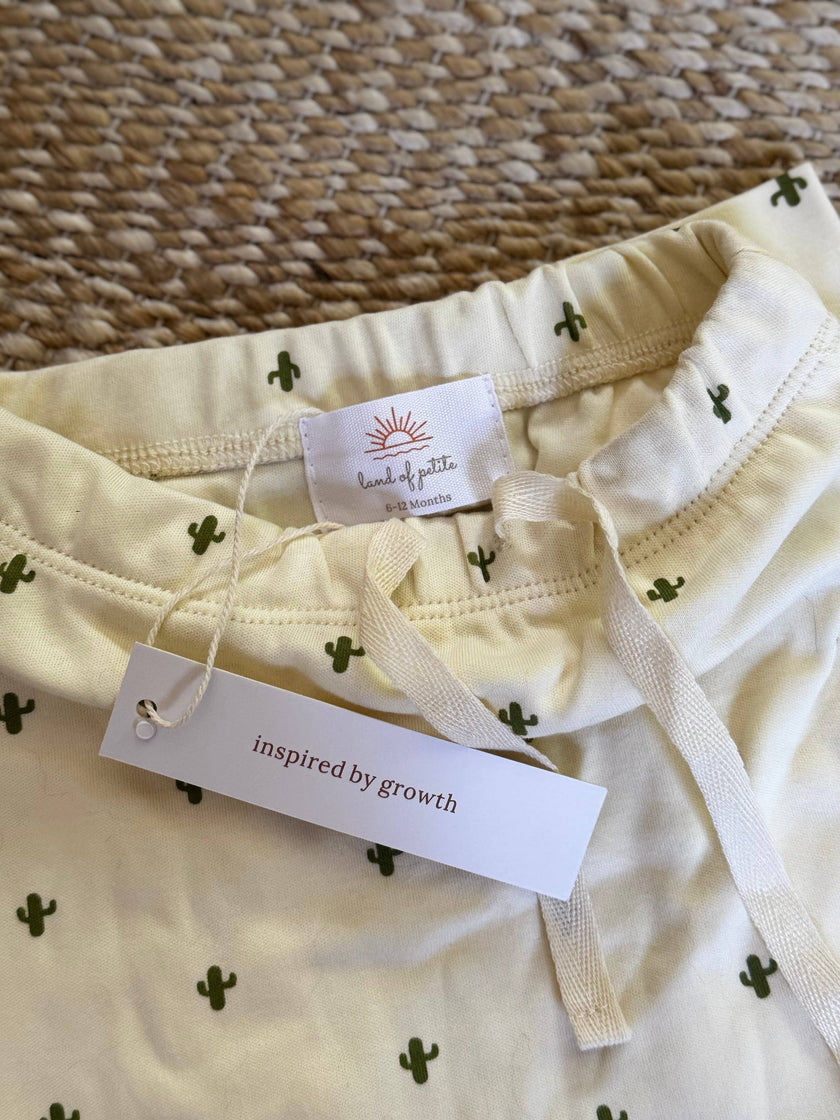 land of petite
6-12 Months
inspired by growth